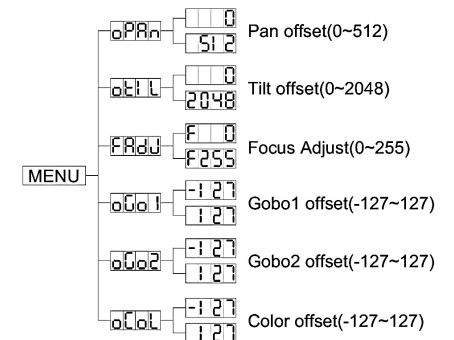 0
oPAn
512
Pan offset(0~512)
0
otIL
2048
Tilt offset(0~2048)
F 0
FAdJ
F255
Focus Adjust(0~255)
MENU
-127
oGo1
127
Gobo1 offset(-127~127)
-127
oGo2
127
Gobo2 offset(-127~127)
-127
oCoL
127
Color offset(-127~127)